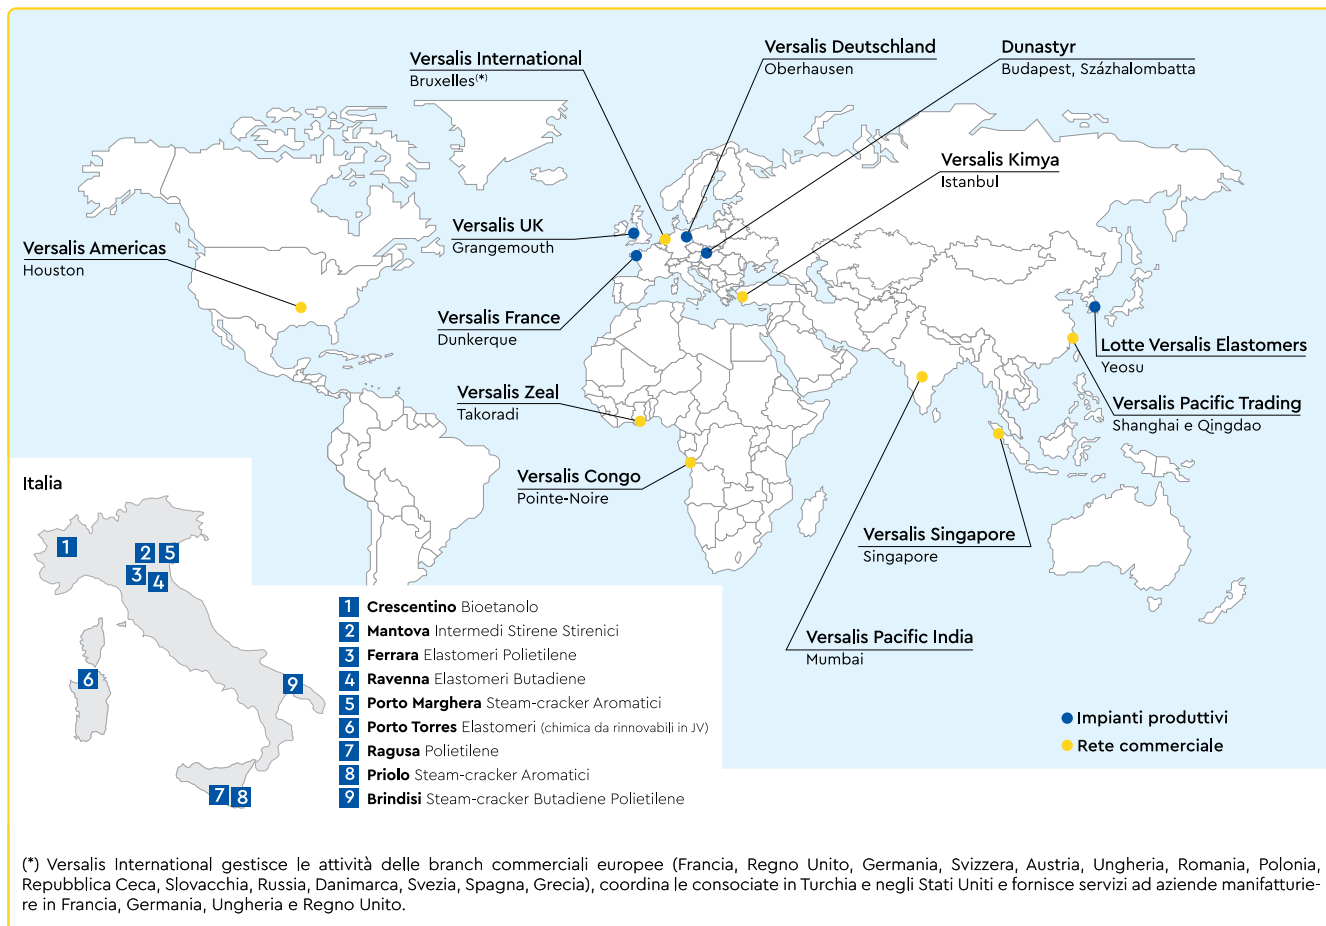 Versalis International
Bruxelles(*)
Versalis Deutschland
Oberhausen
Dunastyr
Budapest, Százhalombatta
Versalis Kimya
Istanbul
Versalis UK
Grangemouth
Versalis Americas
Houston
Versalis France
Dunkerque
Lotte Versalis Elastomers
Yeosu
Versalis Zeal
Takoradi
Versalis Pacific Trading
Shanghai e Qingdao
Versalis Congo
Pointe-Noire
Versalis Singapore
Singapore
Versalis Pacific India
Mumbai
Italia
1
2
5
3
4
6
9
7
8
1 Crescentino Bioetanolo
2 Mantova Intermedi Stirene Stirenici
3 Ferrara Elastomeri Polietilene
4 Ravenna Elastomeri Butadiene
5 Porto Marghera Steam-cracker Aromatici
6 Porto Torres Elastomeri (chimica da rinnovabili in JV)
7 Ragusa Polietilene
8 Priolo Steam-cracker Aromatici
9 Brindisi Steam-cracker Butadiene Polietilene
Impianti produttivi
Rete commerciale
(*) Versalis International gestisce le attività delle branch commerciali europee (Francia, Regno Unito, Germania, Svizzera, Austria, Ungheria, Romania, Polonia,
Repubblica Ceca, Slovacchia, Russia, Danimarca, Svezia, Spagna, Grecia), coordina le consociate in Turchia e negli Stati Uniti e fornisce servizi ad aziende manifatturie-
re in Francia, Germania, Ungheria e Regno Unito.